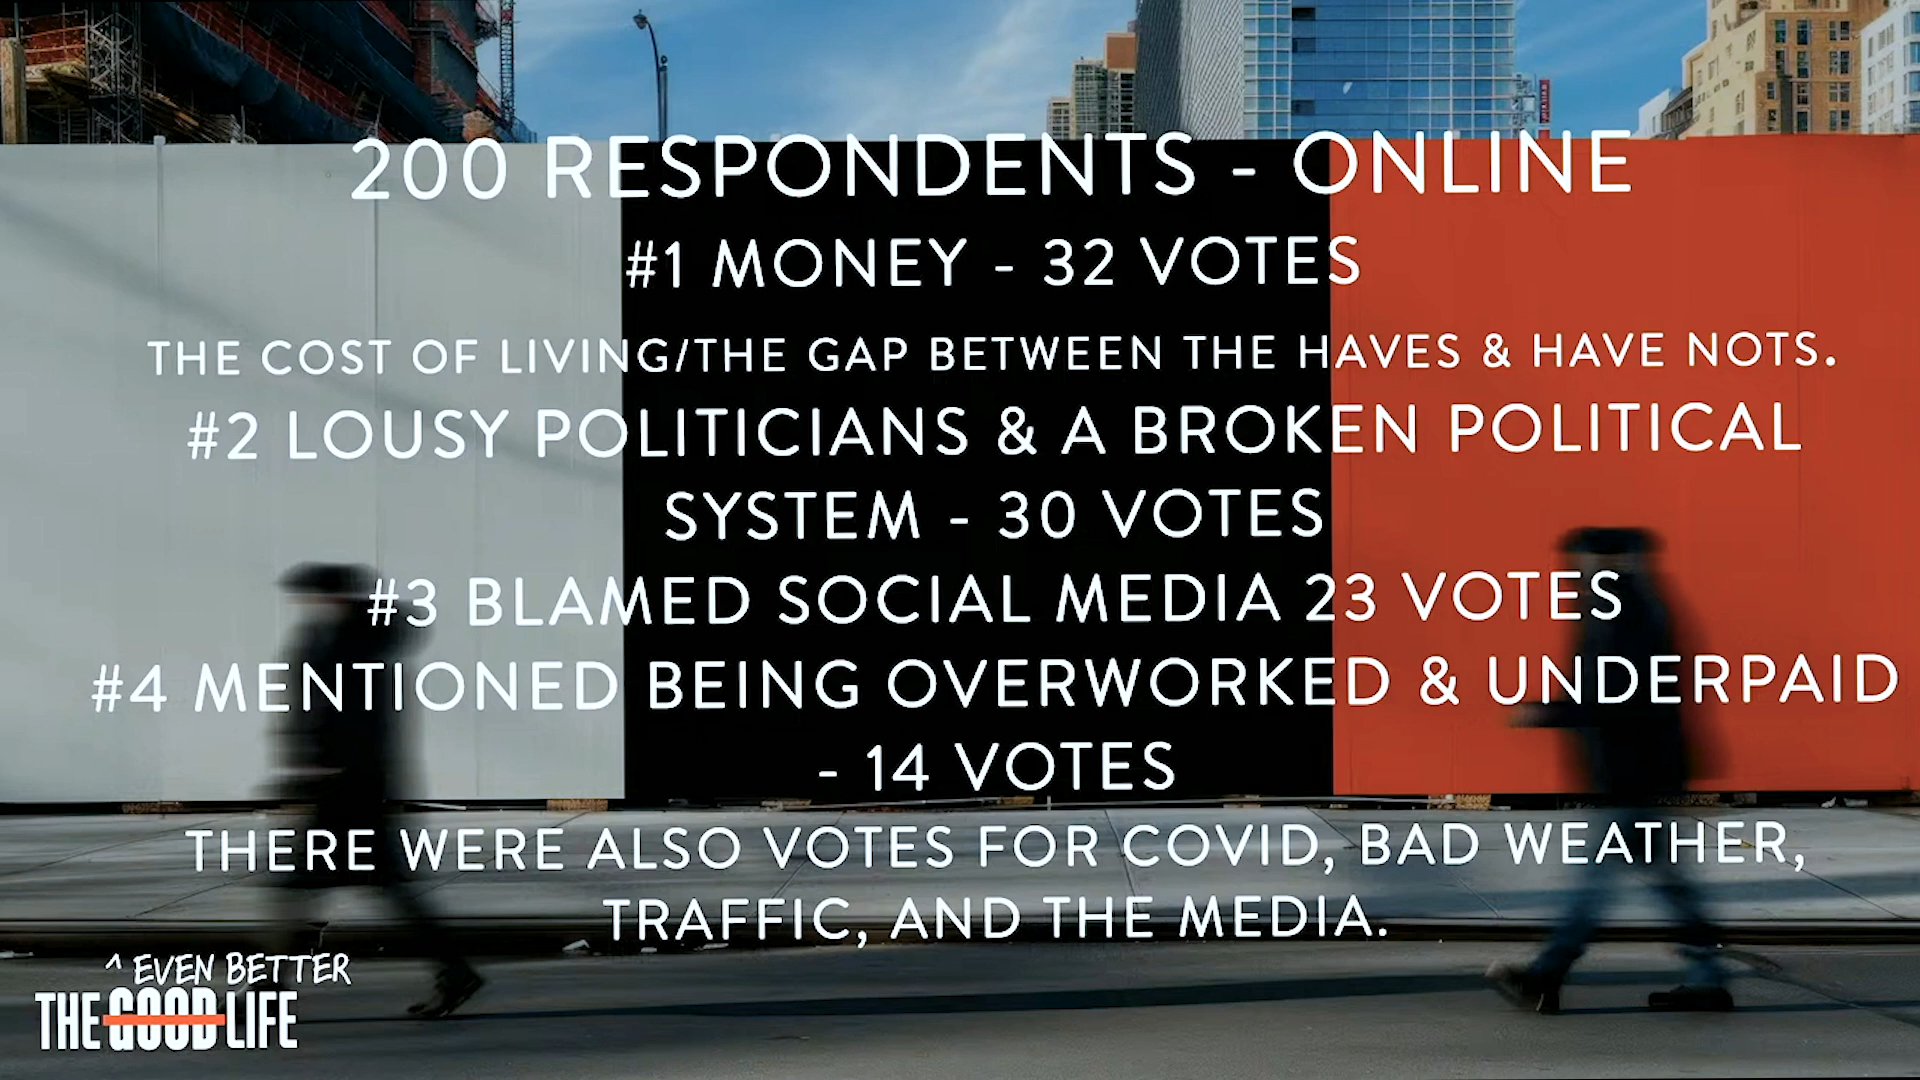 200 RESPONDENTS - ONLINE
#1 MONEY - 32 VOTES
THE COST OF LIVING/THE GAP BETWEEN THE HAVES & HAVE NOTS.
#2 LOUSY POLITICIANS & A BROKEN POLITICAL
SYSTEM - 30 VOTES
#3 BLAMED SOCIAL MEDIA 23 VOTES
#4 MENTIONED BEING OVERWORKED & UNDERPAID
- 14 VOTES
THERE WERE ALSO VOTES FOR COVID, BAD WEATHER,
TRAFFIC, AND THE MEDIA.
^ EVEN BETTER
THE GOOD LIFE